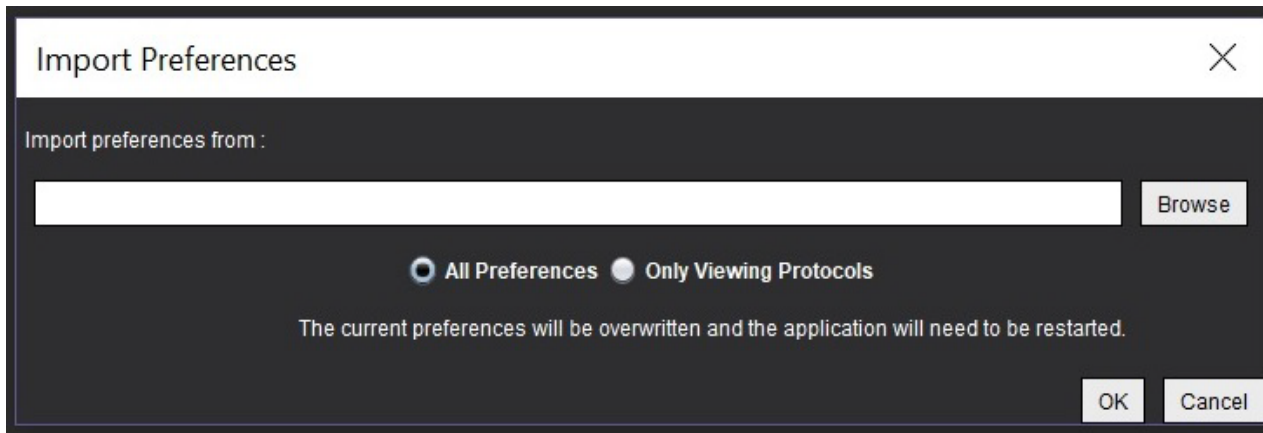 Import Preferences
Import preferences from :
Browse
All Preferences Only Viewing Protocols
The current preferences will be overwritten and the application will need to be restarted.
OK Cancel